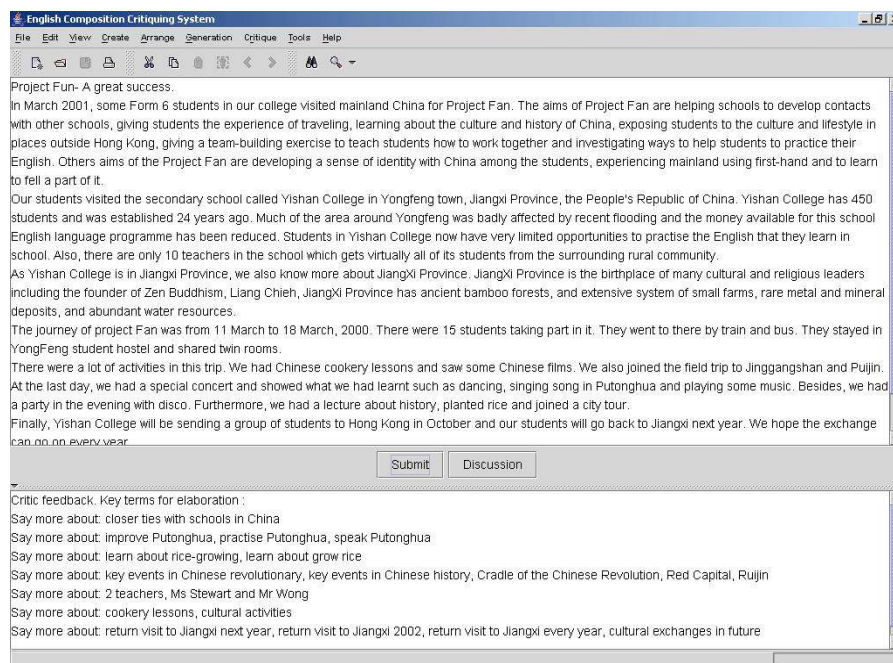 English Composition Critiquing System
File Edit View Create Arrange Generation Critique Tools Help
Project Fun- A great success.
In March 2001, some Form 6 students in our college visited mainland China for Project Fan. The aims of Project Fan are helping schools to develop contacts
with other schools, giving students the experience of traveling, learning about the culture and history of China, exposing students to the culture and lifestyle in
places outside Hong Kong, giving a team-building exercise to teach students how to work together and investigating ways to help students to practice their
English. Others aims of the Project Fan are developing a sense of identity with China among the students, experiencing mainland using first-hand and to learn
to fell a part of it.
Our students visited the secondary school called Yishan College in Yongfeng town, Jiangxi Province, the People's Republic of China. Yishan College has 450
students and was established 24 years ago. Much of the area around Yongfeng was badly affected by recent flooding and the money available for this school
English language programme has been reduced. Students in Yishan College now have very limited opportunities to practise the English that they learn in
school. Also, there are only 10 teachers in the school which gets virtually all of its students from the surrounding rural community.
As Yishan College is in Jiangxi Province, we also know more about JiangXi Province. JiangXi Province is the birthplace of many cultural and religious leaders
including the founder of Zen Buddhism, Liang Chieh, JiangXi Province has ancient bamboo forests, and extensive system of small farms, rare metal and mineral
deposits, and abundant water resources.
The journey of project Fan was from 11 March to 18 March, 2000. There were 15 students taking part in it. They went to there by train and bus. They stayed in
YongFeng student hostel and shared twin rooms.
There were a lot of activities in this trip. We had Chinese cookery lessons and saw some Chinese films. We also joined the field trip to Jinggangshan and Puijin.
At the last day, we had a special concert and showed what we had learnt such as dancing, singing song in Putonghua and playing some music. Besides, we had
a party in the evening with disco. Furthermore, we had a lecture about history, planted rice and joined a city tour.
Finally, Yishan College will be sending a group of students to Hong Kong in October and our students will go back to Jiangxi next year. We hope the exchange
can go on every year
Submit Discussion
Critic feedback. Key terms for elaboration :
Say more about: closer ties with schools in China
Say more about: improve Putonghua, practise Putonghua, speak Putonghua
Say more about: learn about rice-growing, learn about grow rice
Say more about: key events in Chinese revolutionary, key events in Chinese history, Cradle of the Chinese Revolution, Red Capital, Ruijin
Say more about: 2 teachers, Ms Stewart and Mr Wong
Say more about: cookery lessons, cultural activities
Say more about: return visit to Jiangxi next year, return visit to Jiangxi 2002, return visit to Jiangxi every year, cultural exchanges in future